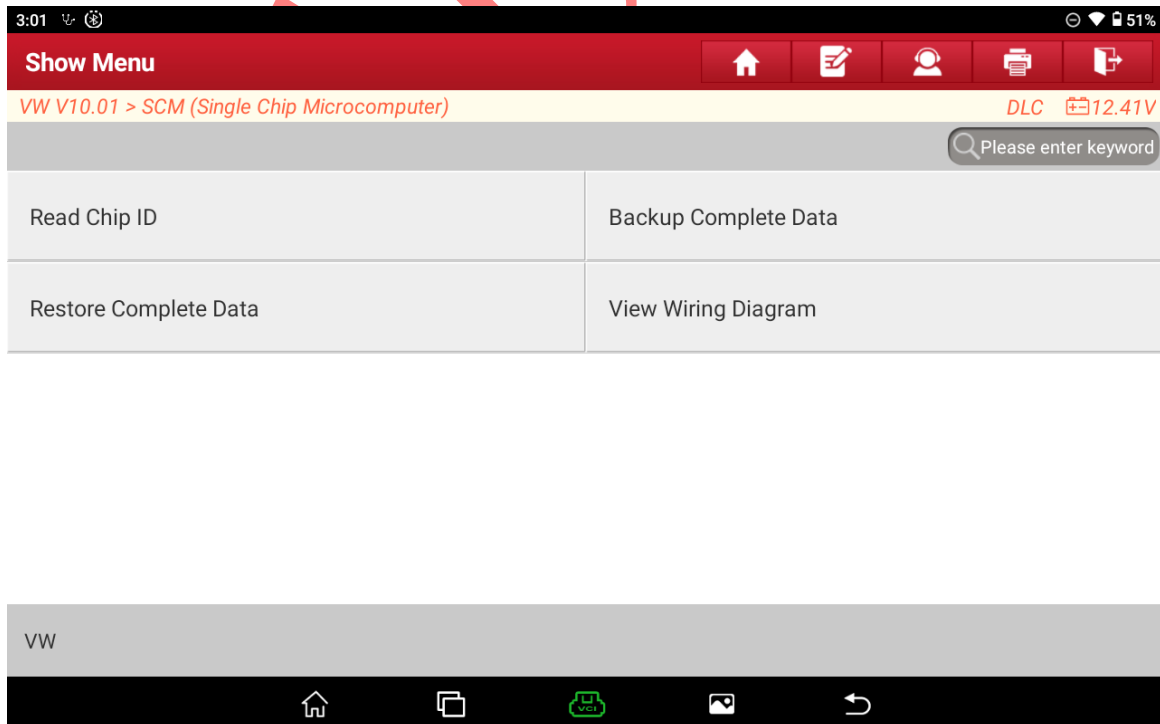 3:01 51%
Show Menu
VW V10.01 > SCM (Single Chip Microcomputer) DLC 12.41V
Please enter keyword
Read Chip ID Backup Complete Data
Restore Complete Data View Wiring Diagram
VW
VCI